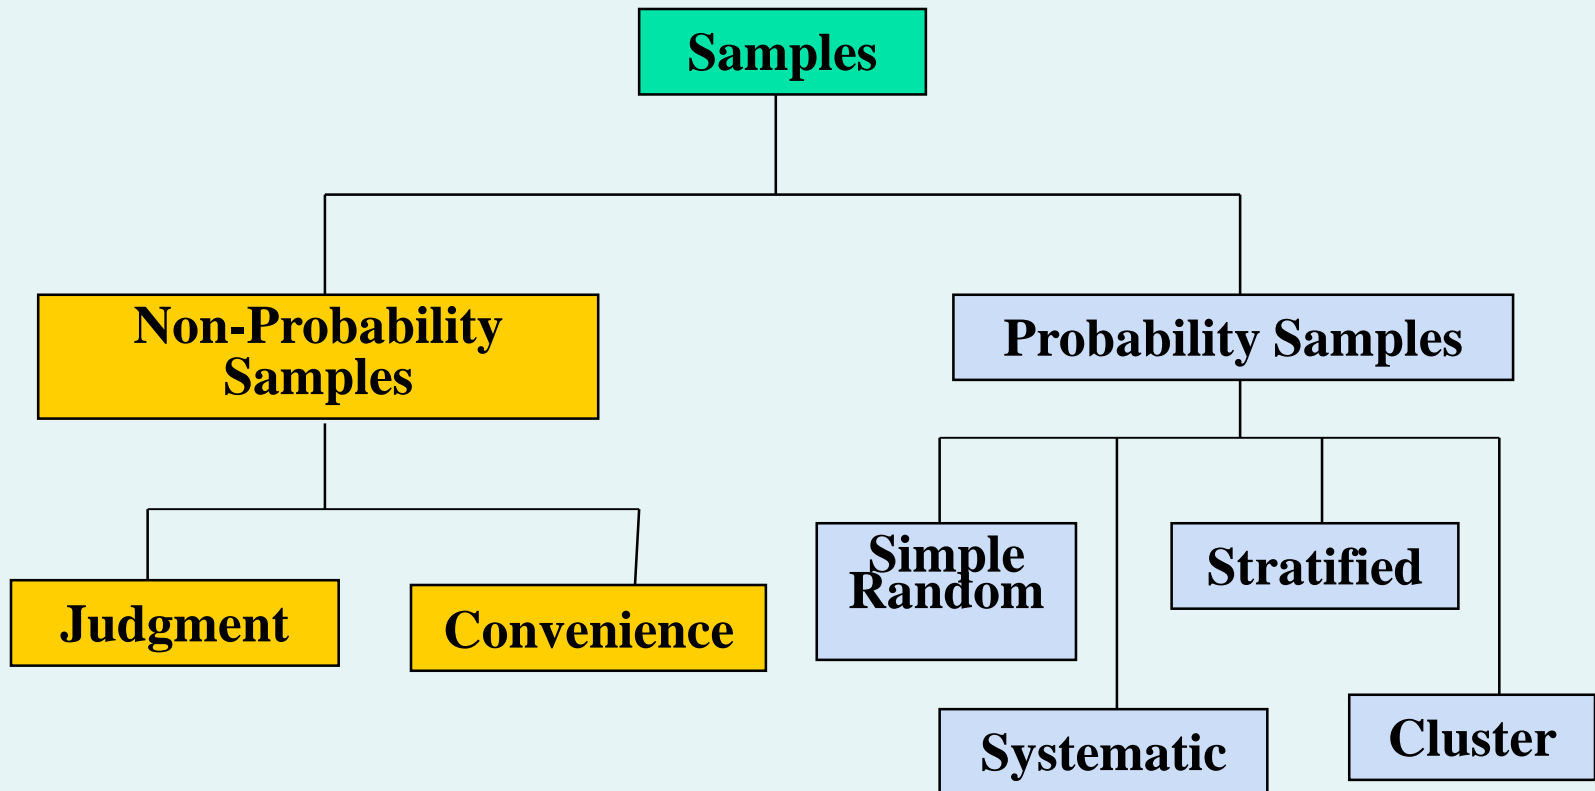 Samples
Non-Probability
Samples
Probability Samples
Judgment
Convenience
Simple
Random
Stratified
Systematic
Cluster